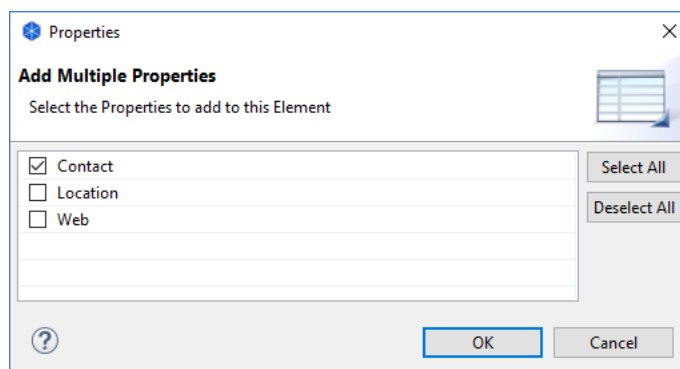 Properties
Add Multiple Properties
Select the Properties to add to this Element
Contact
Select All
Location
Deselect All
Web
?
OK
Cancel